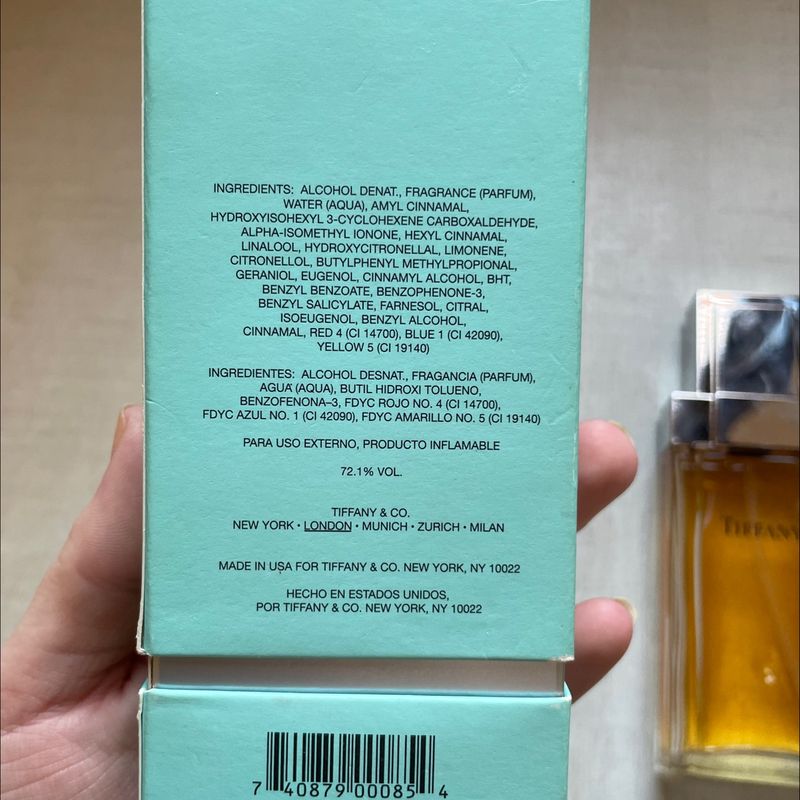 INGREDIENTS: ALCOHOL DENAT., FRAGRANCE (PARFUM),
WATER (AQUA), AMYL CINNAMAL,
HYDROXYISOHEXYL 3-CYCLOHEXENE CARBOXALDEHYDE,
ALPHA-ISOMETHYL IONONE, HEXYL CINNAMAL,
LINALOOL, HYDROXYCITRONELLAL, LIMONENE,
CITRONELLOL, BUTYLPHENYL METHYLPROPIONAL,
GERANIOL, EUGENOL, CINNAMYL ALCOHOL, BHT,
BENZYL BENZOATE, BENZOPHENONE-3,
BENZYL SALICYLATE, FARNESOL, CITRAL,
ISOEUGENOL, BENZYL ALCOHOL,
CINNAMAL, RED 4 (CI 14700), BLUE 1 (CI 42090),
YELLOW 5 (CI 19140)
INGREDIENTES: ALCOHOL DESNAT., FRAGANCIA (PARFUM),
AGUA (AQUA), BUTIL HIDROXI TOLUENO,
BENZOFENONA–3, FDYC ROJO NO. 4 (CI 14700),
FDYC AZUL NO. 1 (CI 42090), FDYC AMARILLO NO. 5 (CI 19140)
PARA USO EXTERNO, PRODUCTO INFLAMABLE
72.1% VOL.
TIFFANY & CO.
NEW YORK • LONDON • MUNICH • ZURICH • MILAN
MADE IN USA FOR TIFFANY & CO. NEW YORK, NY 10022
HECHO EN ESTADOS UNIDOS,
POR TIFFANY & CO. NEW YORK, NY 10022
7 40879 00085 4
TIFFANY